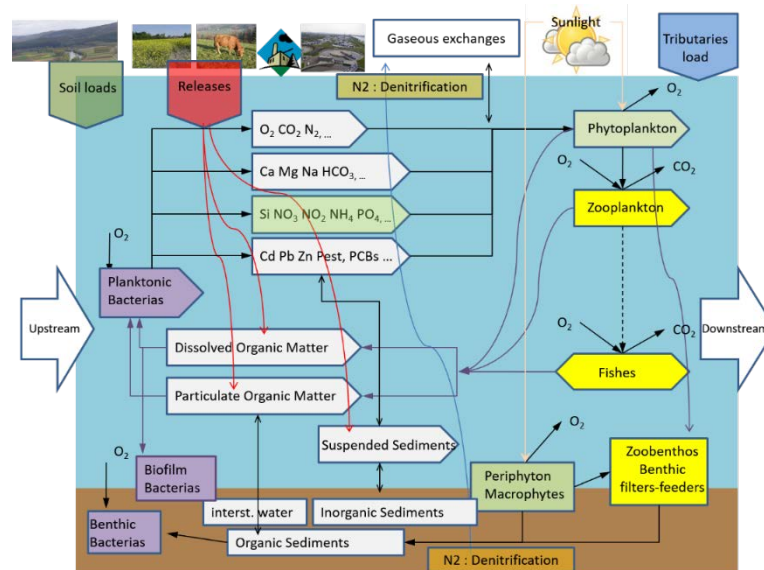 Gaseous exchanges
Sunlight
Tributaries
load
Soil loads
Releases
N2 : Denitrification
O2
O2 CO2 N2, ...
Phytoplankton
O2
CO2
Ca Mg Na HCO3, ...
Zooplankton
Si NO3 NO2 NH4 PO4, ...
O2
Cd Pb Zn Pest, PCBs ...
Planktonic
Bacterias
Upstream
Downstream
O2
CO2
Dissolved Organic Matter
Fishes
Particulate Organic Matter
O2
Suspended Sediments
O2
Biofilm
Bacterias
Periphyton
Macrophytes
Zoobenthos
Benthic
filters-feeders
interst. water
Inorganic Sediments
Benthic
Bacterias
Organic Sediments
N2 : Denitrification